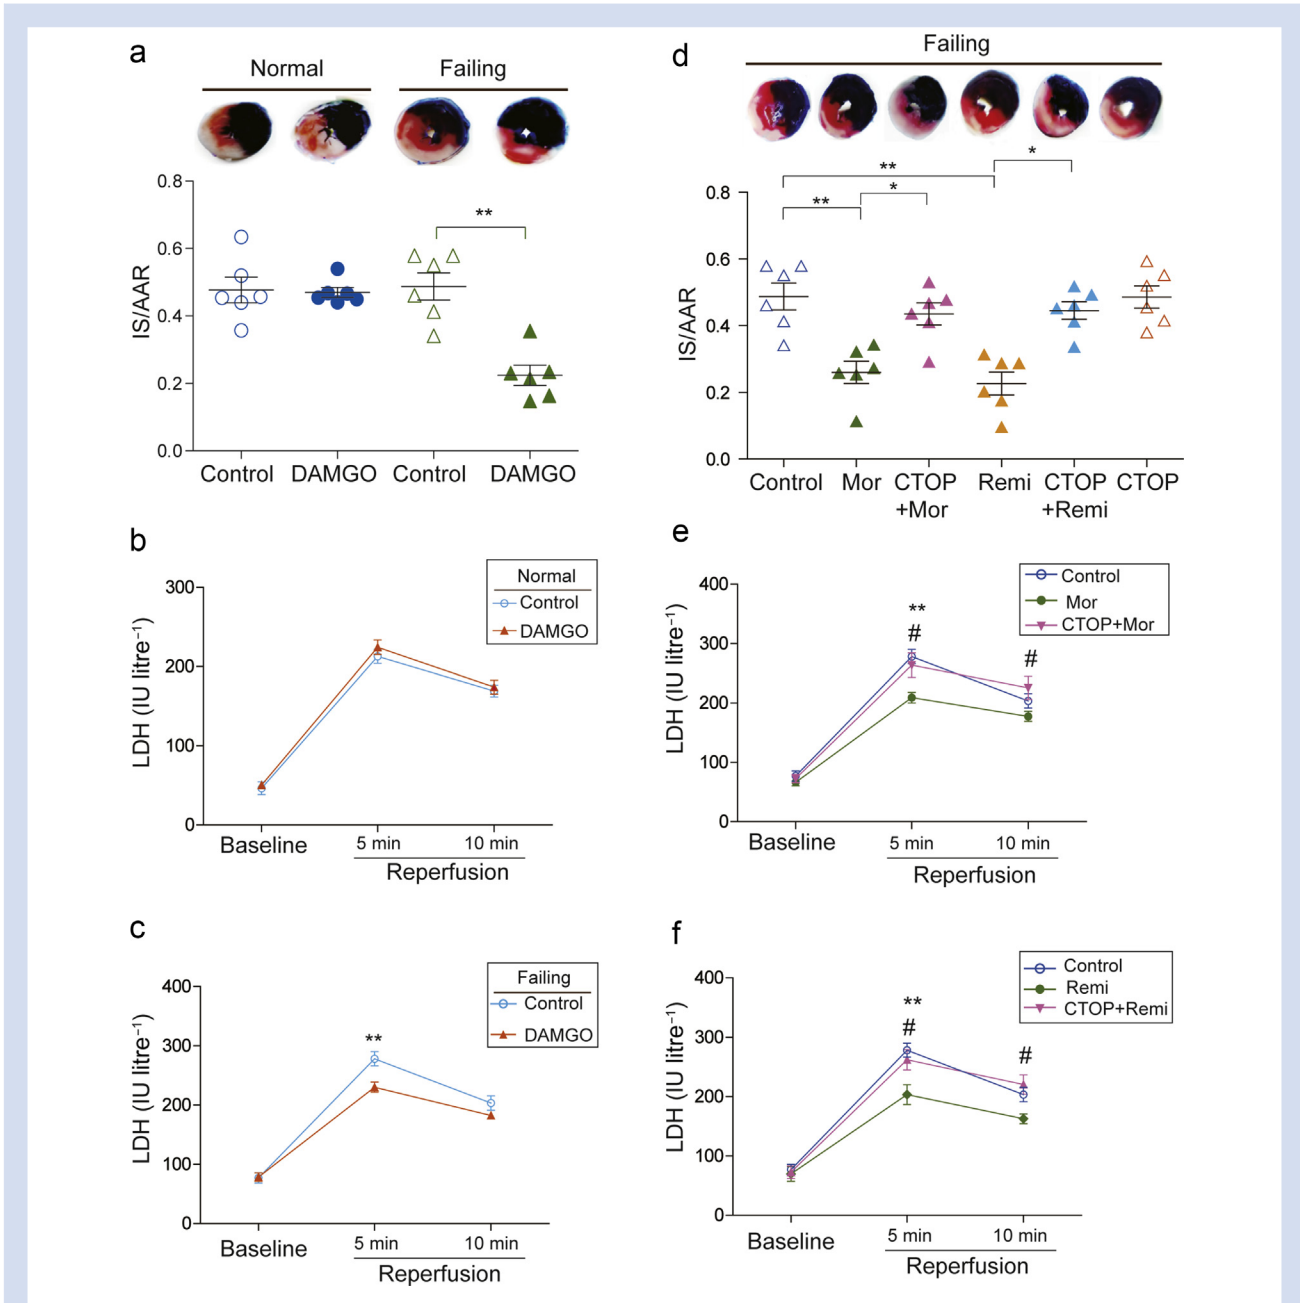 a
Normal
Failing
**
0.8
0.6
0.4
0.2
0.0
IS/AAR
Control
DAMGO
Control
DAMGO
d
Failing
**
*
**
*
0.8
0.6
0.4
0.2
0.0
IS/AAR
Control
Mor
CTOP
+Mor
Remi
CTOP
+Remi
CTOP
b
Normal
Control
DAMGO
300
200
100
0
LDH (IU litre⁻¹)
Baseline
5 min
10 min
Reperfusion
e
Control
Mor
CTOP+Mor
**
#
#
400
300
200
100
0
LDH (IU litre⁻¹)
Baseline
5 min
10 min
Reperfusion
c
Failing
Control
DAMGO
**
400
300
200
100
0
LDH (IU litre⁻¹)
Baseline
5 min
10 min
Reperfusion
f
Control
Remi
CTOP+Remi
**
#
#
400
300
200
100
0
LDH (IU litre⁻¹)
Baseline
5 min
10 min
Reperfusion